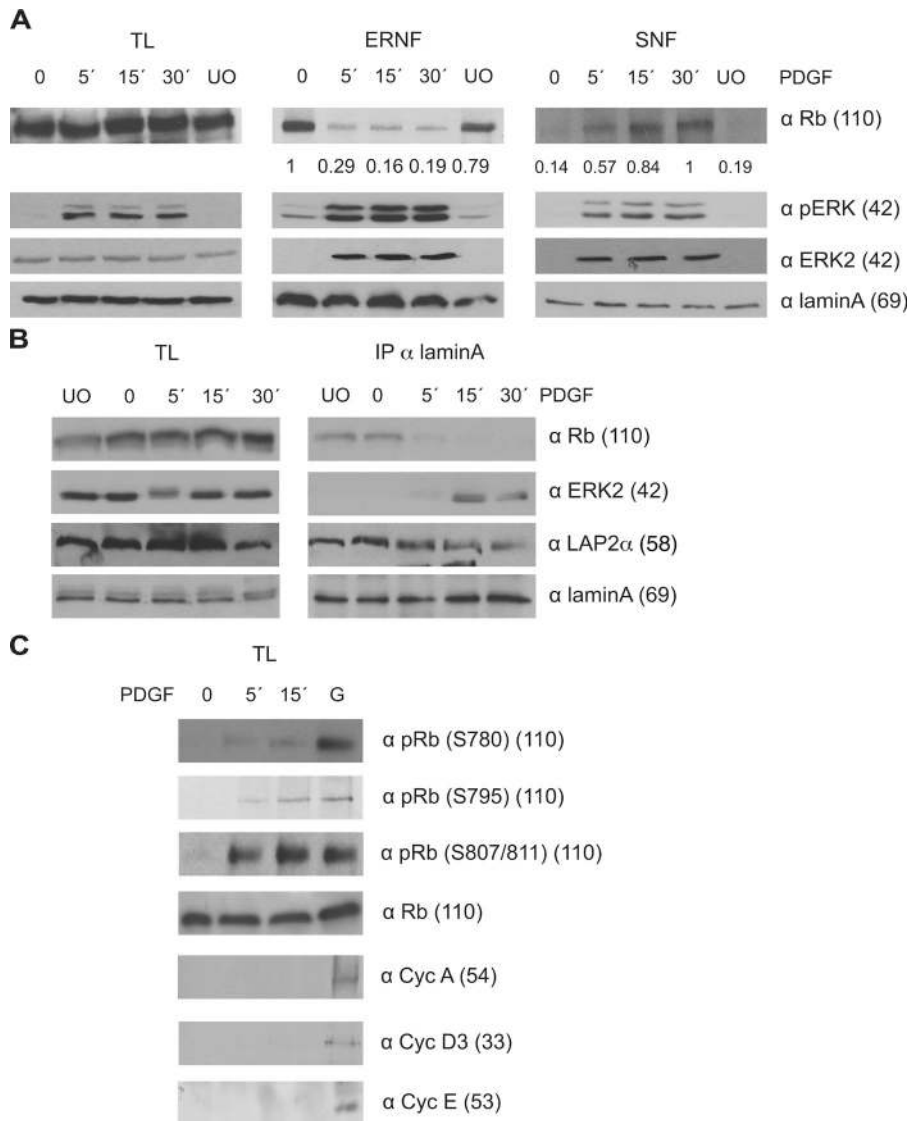 A
TL ERNF SNF
0 5´ 15´ 30´ UO 0 5´ 15´ 30´ UO 0 5´ 15´ 30´ UO PDGF
α Rb (110)
1 0.29 0.16 0.19 0.79 0.14 0.57 0.84 1 0.19
α pERK (42)
α ERK2 (42)
α laminA (69)
B
TL IP α laminA
UO 0 5´ 15´ 30´ UO 0 5´ 15´ 30´ PDGF
α Rb (110)
α ERK2 (42)
α LAP2α (58)
α laminA (69)
C
TL
PDGF 0 5´ 15´ G
α pRb (S780) (110)
α pRb (S795) (110)
α pRb (S807/811) (110)
α Rb (110)
α Cyc A (54)
α Cyc D3 (33)
α Cyc E (53)